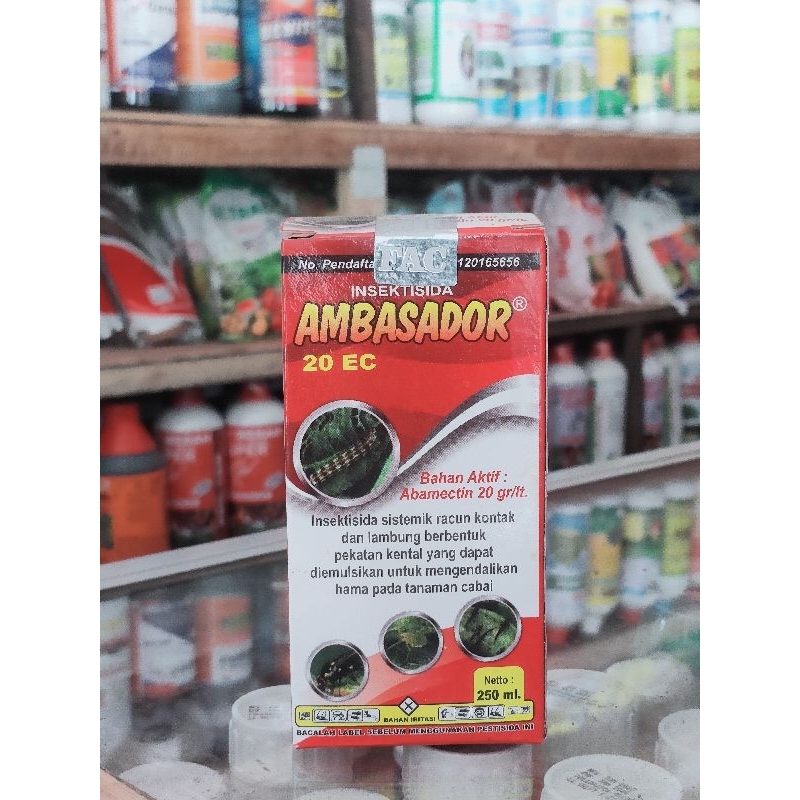 No Pendafta
120165656
FAC
INSEKTISIDA
AMBASADOR®
20 EC
Bahan Aktif :
Abamectin 20 gr/lt.
Insektisida sistemik racun kontak
dan lambung berbentuk
pekatan kental yang dapat
diemulsikan untuk mengendalikan
hama pada tanaman cabai
Netto :
250 ml.
BAHAN IRITASI
BACALAH LABEL SEBELUM MENGGUNAKAN PESTISIDA INI